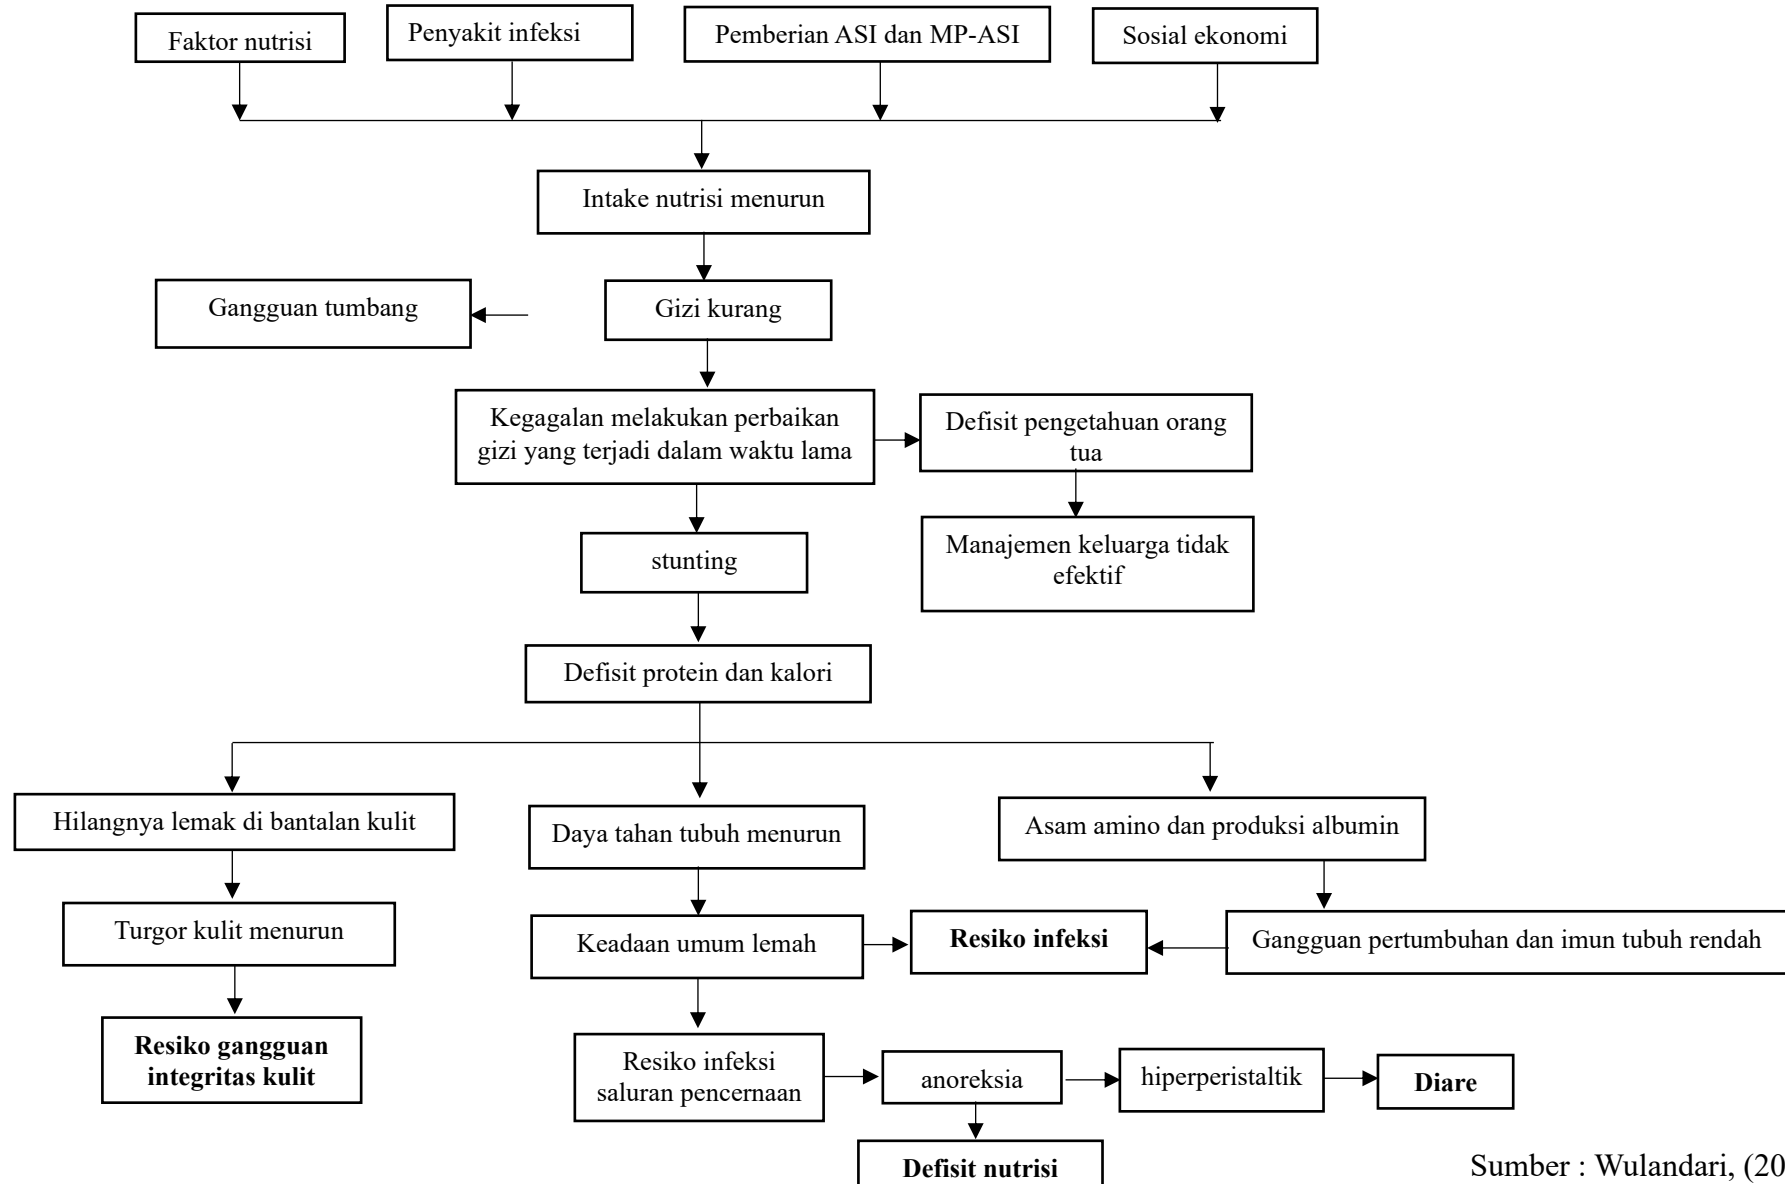 Faktor nutrisi
Penyakit infeksi
Pemberian ASI dan MP-ASI
Sosial ekonomi
Intake nutrisi menurun
Gangguan tumbang
Gizi kurang
Kegagalan melakukan perbaikan
gizi yang terjadi dalam waktu lama
Defisit pengetahuan orang
tua
Manajemen keluarga tidak
efektif
stunting
Defisit protein dan kalori
Hilangnya lemak di bantalan kulit
Daya tahan tubuh menurun
Asam amino dan produksi albumin
Turgor kulit menurun
Keadaan umum lemah
Resiko infeksi
Gangguan pertumbuhan dan imun tubuh rendah
Resiko gangguan
integritas kulit
Resiko infeksi
saluran pencernaan
anoreksia
hiperperistaltik
Diare
Defisit nutrisi
Sumber : Wulandari, (20